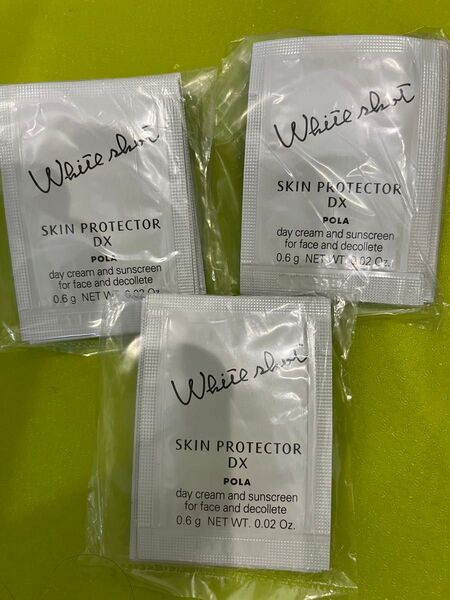 White shot
SKIN PROTECTOR
DX
POLA
day cream and sunscreen
for face and decollete
0.6 g NET WT. 0.02 Oz.
White shot
SKIN PROTECTOR
DX
POLA
day cream and sunscreen
for face and decollete
0.6 g NET WT. 0.02 Oz.
White shot
SKIN PROTECTOR
DX
POLA
day cream and sunscreen
for face and decollete
0.6 g NET WT. 0.02 Oz.